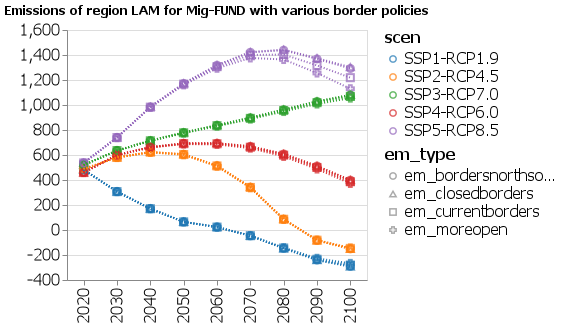 Emissions of region LAM for Mig-FUND with various border policies
1,600
1,400
1,200
1,000
800
600
400
200
0
-200
-400
2020
2030
2040
2050
2060
2070
2080
2090
2100
scen
SSP1-RCP1.9
SSP2-RCP4.5
SSP3-RCP7.0
SSP4-RCP6.0
SSP5-RCP8.5
em_type
em_bordersnorthso...
em_closedborders
em_currentborders
em_moreopen